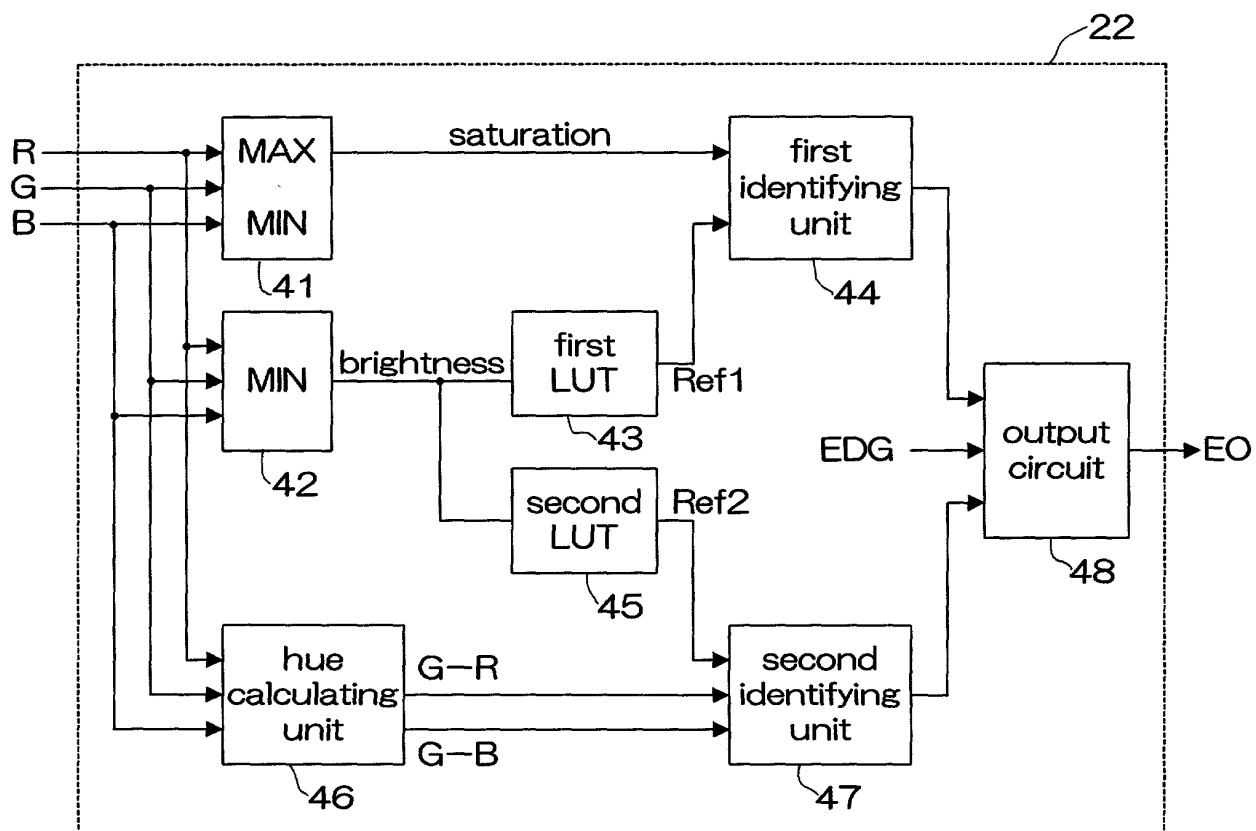 22
R
G
B
MAX
MIN
41
saturation
first
identifying
unit
44
MIN
42
brightness
first
LUT
43
Ref1
second
LUT
45
Ref2
EDG
output
circuit
48
EO
hue
calculating
unit
46
G-R
G-B
second
identifying
unit
47